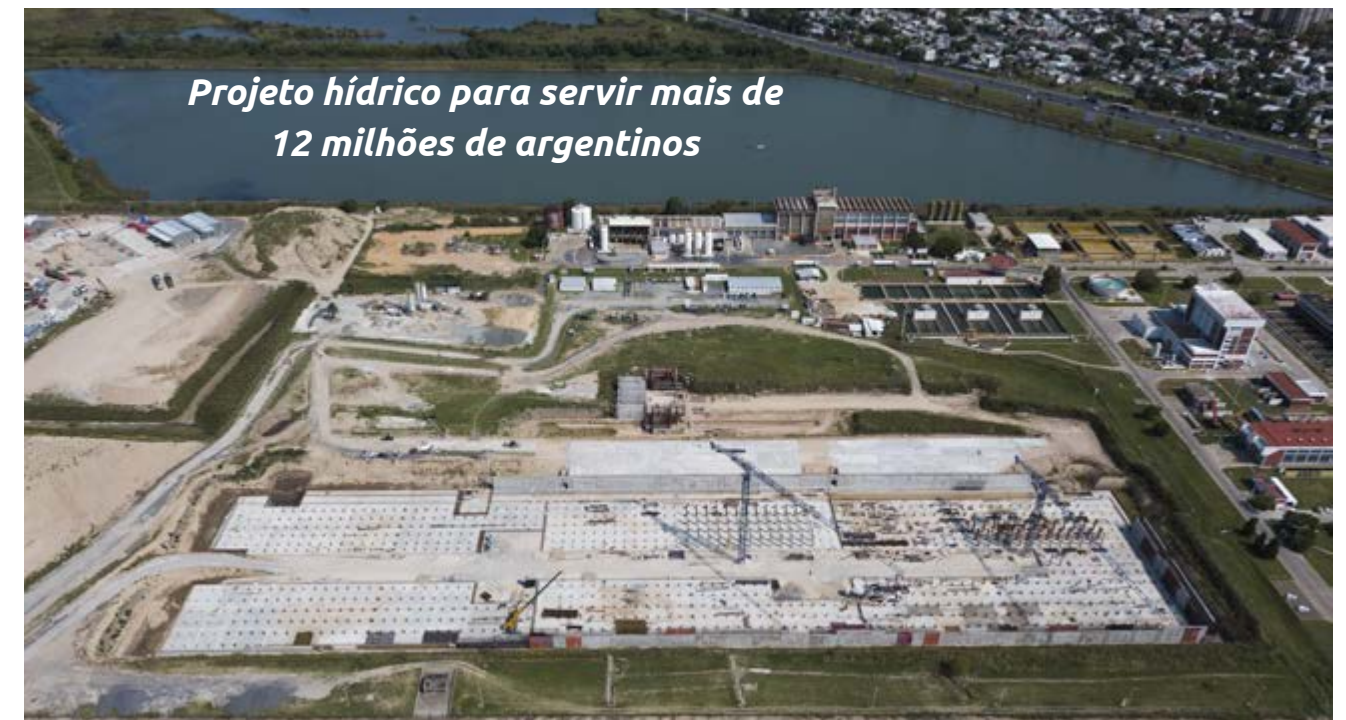 Projeto hídrico para servir mais de
12 milhões de argentinos